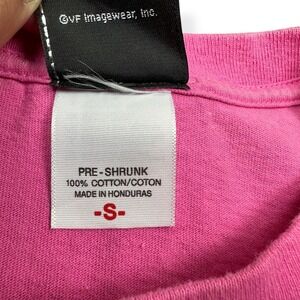 ©VF Imagewear, Inc.
PRE-SHRUNK
100% COTTON/COTON
MADE IN HONDURAS
-S-